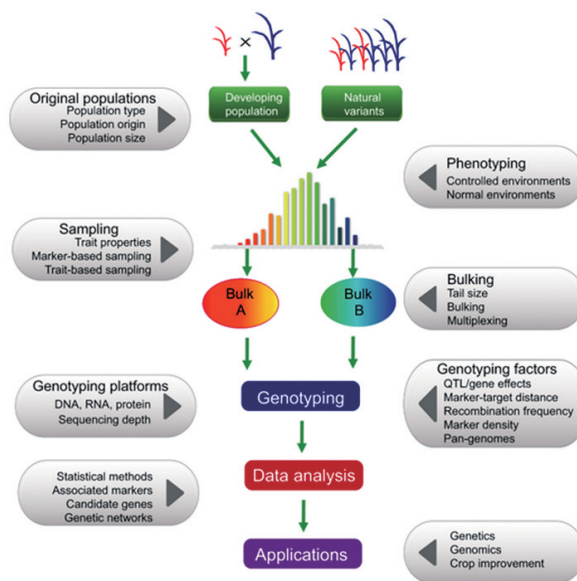 ×
Developing
population
Natural
variants
Original populations
Population type
Population origin
Population size
Phenotyping
Controlled environments
Normal environments
Sampling
Trait properties
Marker-based sampling
Trait-based sampling
Bulk
A
Bulk
B
Bulking
Tail size
Bulking
Multiplexing
Genotyping platforms
DNA, RNA, protein
Sequencing depth
Genotyping
Genotyping factors
QTL/gene effects
Marker-target distance
Recombination frequency
Marker density
Pan-genomes
Statistical methods
Associated markers
Candidate genes
Genetic networks
Data analysis
Applications
Genetics
Genomics
Crop improvement